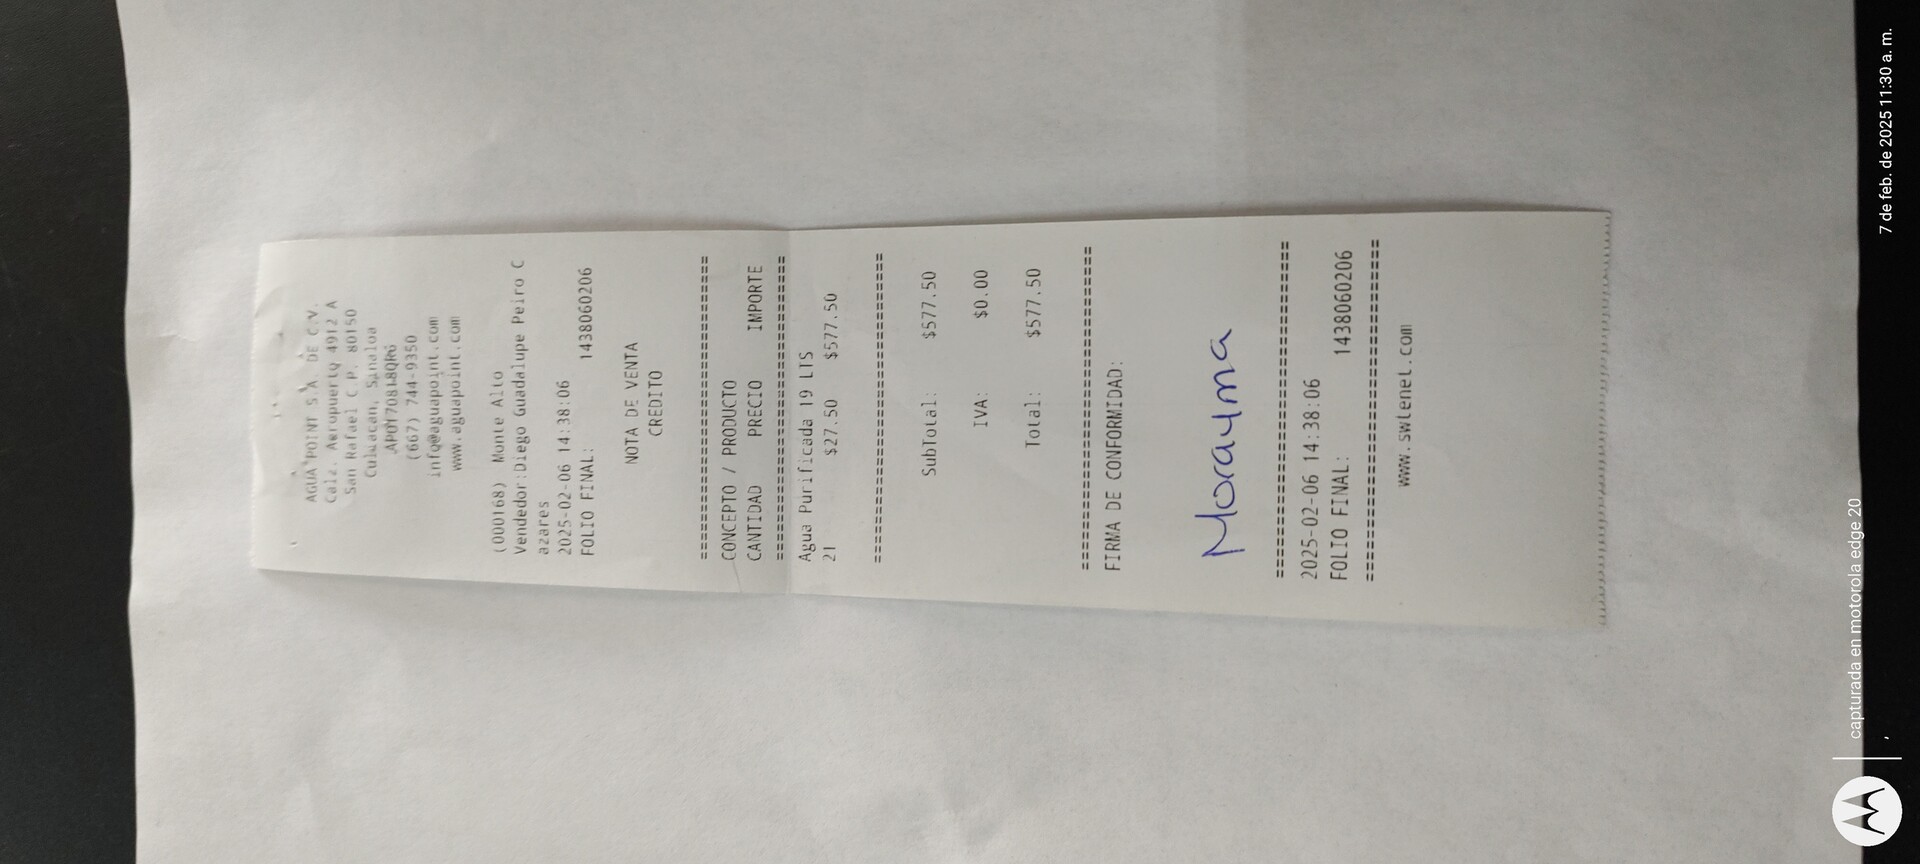 AGUA POINT S.A. DE C.V.
Calz. Aeropuerto 4912 A
San Rafael C.P. 80150
Culiacan, Sinaloa
APO170818QR6
(667) 744-9350
info@aguapoint.com
www.aguapoint.com
(000168) Monte Alto
Vendedor:Diego Guadalupe Peiro C
azares
2025-02-06 14:38:06
FOLIO FINAL: 1438060206
NOTA DE VENTA
CREDITO
================================
CONCEPTO / PRODUCTO
CANTIDAD PRECIO IMPORTE
================================
Agua Purificada 19 LTS
21 $27.50 $577.50
================================
SubTotal: $577.50
IVA: $0.00
Total: $577.50
================================
FIRMA DE CONFORMIDAD:
Morayma
================================
2025-02-06 14:38:06
FOLIO FINAL: 1438060206
================================
www.swtenet.com
capturada en motorola edge 20
7 de feb. de 2025 11:30 a. m.